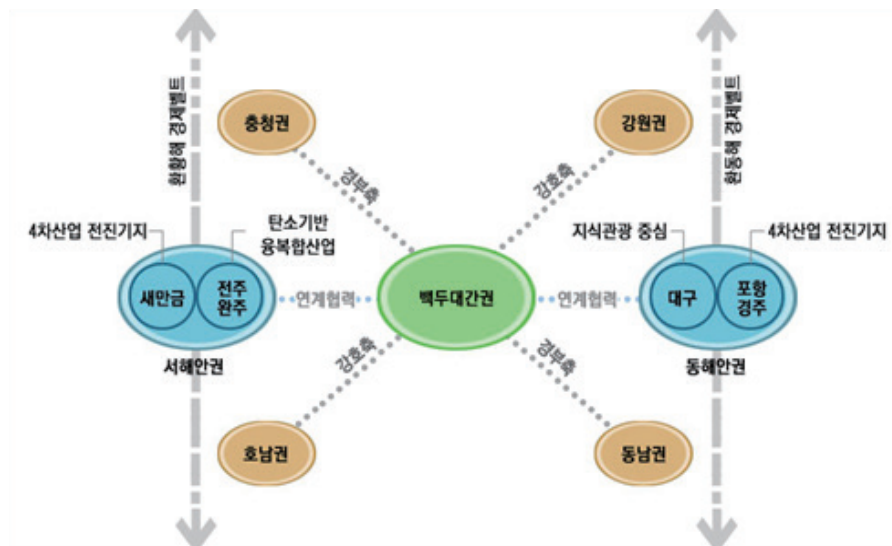 환황해 경제벨트
환동해 경제벨트
충청권
강원권
경부축
강호축
4차산업 전진기지
탄소기반
융복합산업
지식관광 중심
4차산업 전진기지
새만금
전주
완주
연계협력
백두대간권
연계협력
대구
포항
경주
서해안권
동해안권
강호축
경부축
호남권
동남권